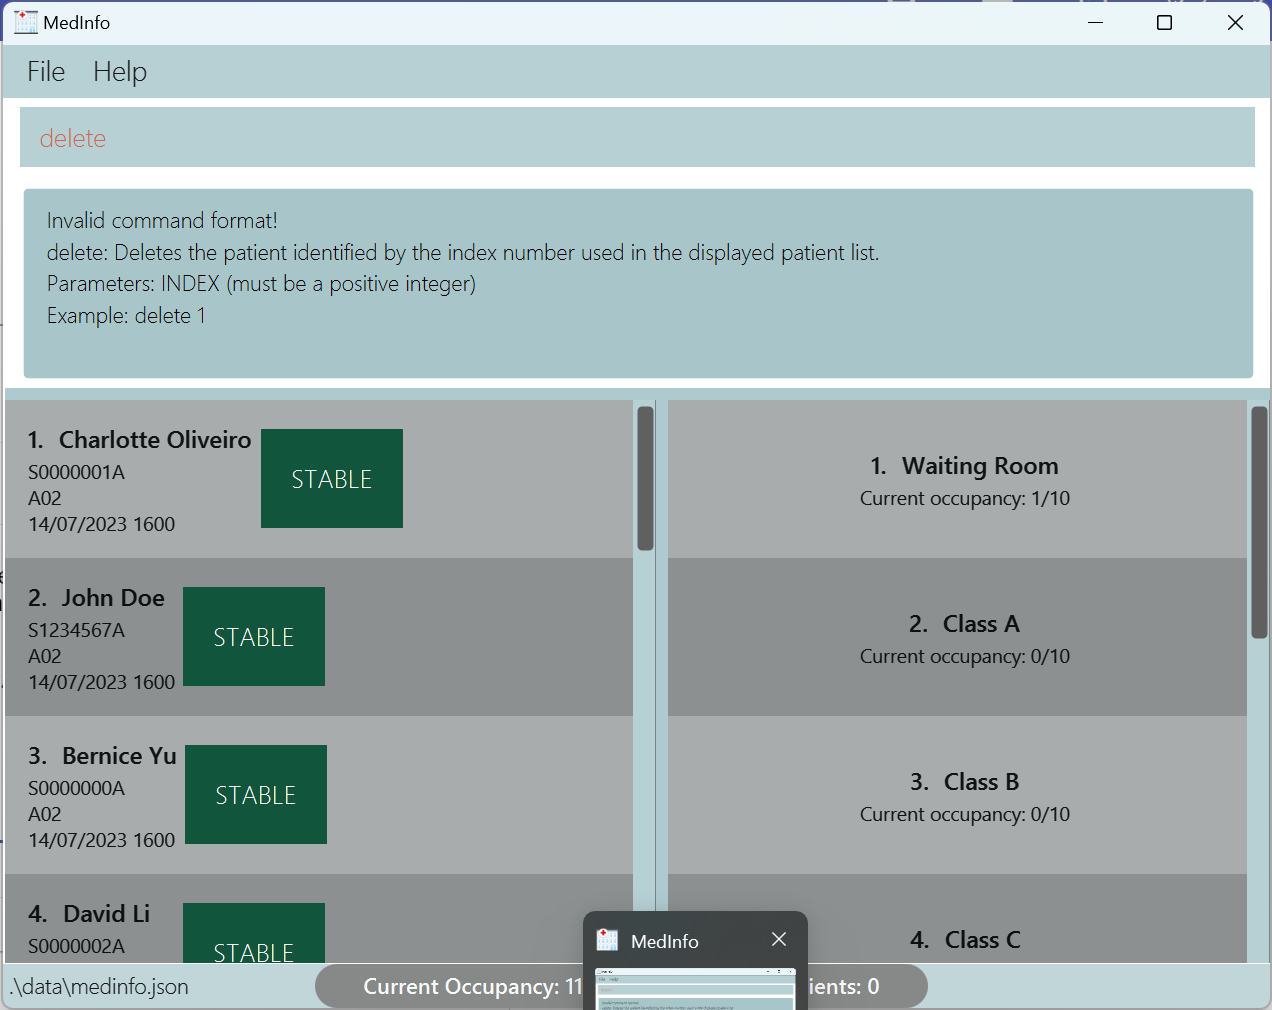 MedInfo
File Help
delete
Invalid command format!
delete: Deletes the patient identified by the index number used in the displayed patient list.
Parameters: INDEX (must be a positive integer)
Example: delete 1
1. Charlotte Oliveiro
S0000001A
A02
14/07/2023 1600
STABLE
2. John Doe
S1234567A
A02
14/07/2023 1600
STABLE
3. Bernice Yu
S0000000A
A02
14/07/2023 1600
STABLE
4. David Li
S0000002A
STABLE
1. Waiting Room
Current occupancy: 1/10
2. Class A
Current occupancy: 0/10
3. Class B
Current occupancy: 0/10
4. Class C
MedInfo
.\data\medinfo.json
Current Occupancy: 11
ients: 0